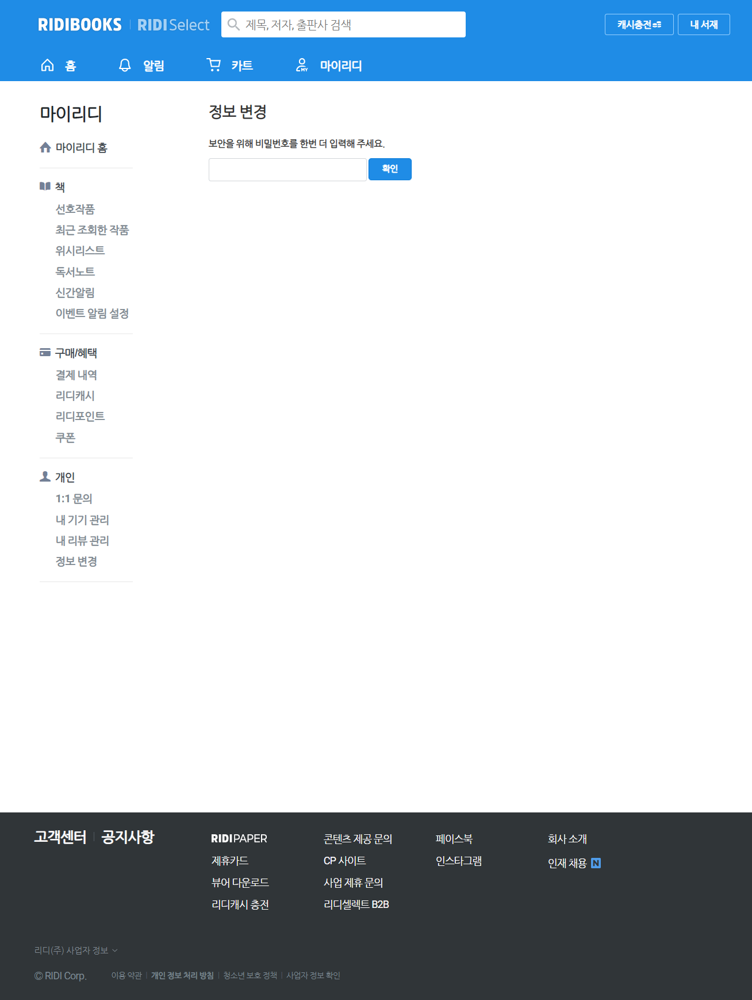 RIDIBOOKS RIDI Select 제목, 저자, 출판사 검색 캐시충전 내 서재
홈 알림 카트 MY 마이리디
마이리디
마이리디 홈
책
선호작품
최근 조회한 작품
위시리스트
독서노트
신간알림
이벤트 알림 설정
구매/혜택
결제 내역
리디캐시
리디포인트
쿠폰
개인
1:1 문의
내 기기 관리
내 리뷰 관리
정보 변경
정보 변경
보안을 위해 비밀번호를 한번 더 입력해 주세요.
확인
고객센터 공지사항
RIDIPAPER
제휴카드
뷰어 다운로드
리디캐시 충전
콘텐츠 제공 문의
CP 사이트
사업 제휴 문의
리디셀렉트 B2B
페이스북
인스타그램
회사 소개
인재 채용 N
리디(주) 사업자 정보
© RIDI Corp. 이용 약관 개인 정보 처리 방침 청소년 보호 정책 사업자 정보 확인